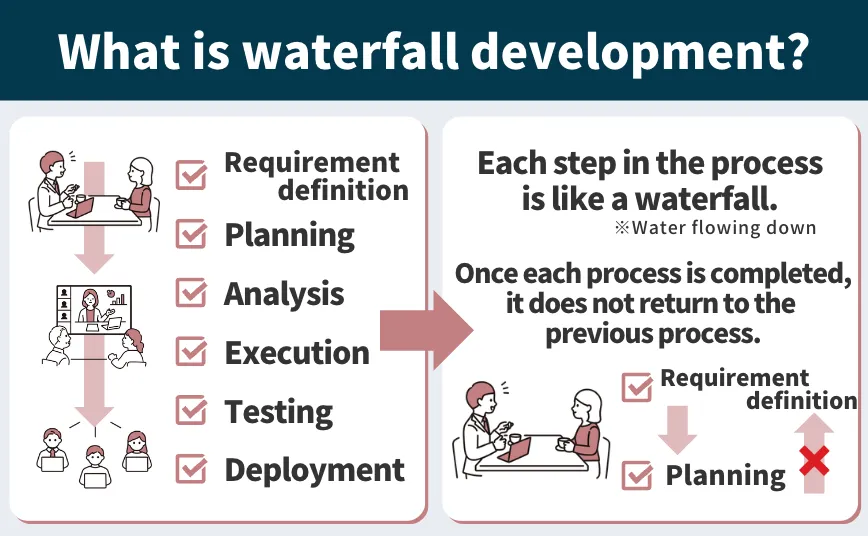 What is waterfall development?
Requirement
definition
Planning
Analysis
Execution
Testing
Deployment
Each step in the process
is like a waterfall.
※Water flowing down
Once each process is completed,
it does not return to the
previous process.
Requirement
definition
Planning